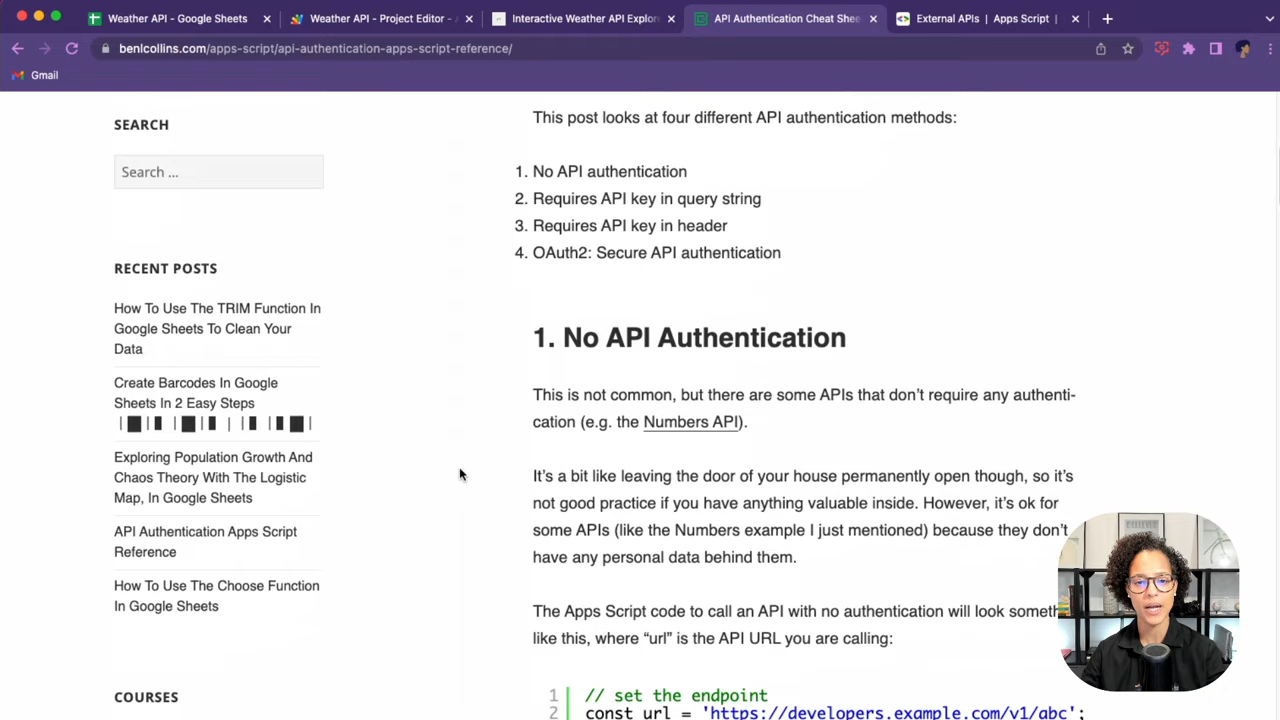 Weather API - Google Sheets
Weather API - Project Editor -
Interactive Weather API Explor
API Authentication Cheat Shee
External APIs | Apps Script |
benlcollins.com/apps-script/api-authentication-apps-script-reference/
Gmail
SEARCH
Search ...
RECENT POSTS
How To Use The TRIM Function In
Google Sheets To Clean Your
Data
Create Barcodes In Google
Sheets In 2 Easy Steps
Exploring Population Growth And
Chaos Theory With The Logistic
Map, In Google Sheets
API Authentication Apps Script
Reference
How To Use The Choose Function
In Google Sheets
COURSES
This post looks at four different API authentication methods:
1. No API authentication
2. Requires API key in query string
3. Requires API key in header
4. OAuth2: Secure API authentication
1. No API Authentication
This is not common, but there are some APIs that don't require any authenti-
cation (e.g. the Numbers API).
It's a bit like leaving the door of your house permanently open though, so it's
not good practice if you have anything valuable inside. However, it's ok for
some APIs (like the Numbers example I just mentioned) because they don't
have any personal data behind them.
The Apps Script code to call an API with no authentication will look someth
like this, where "url" is the API URL you are calling:
1 // set the endpoint
2 const url = 'https://developers.example.com/v1/abc';